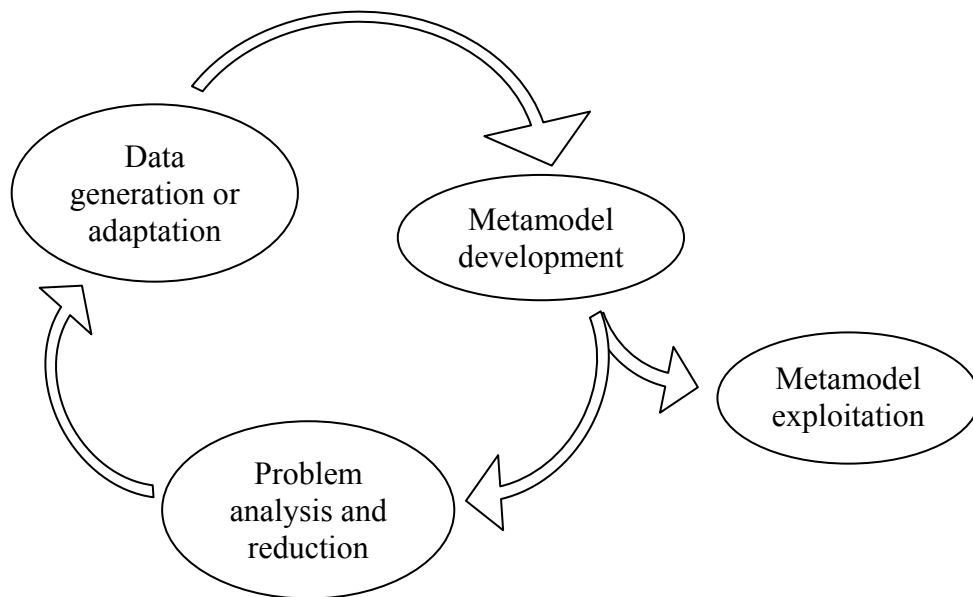 Data
generation or
adaptation
Metamodel
development
Metamodel
exploitation
Problem
analysis and
reduction